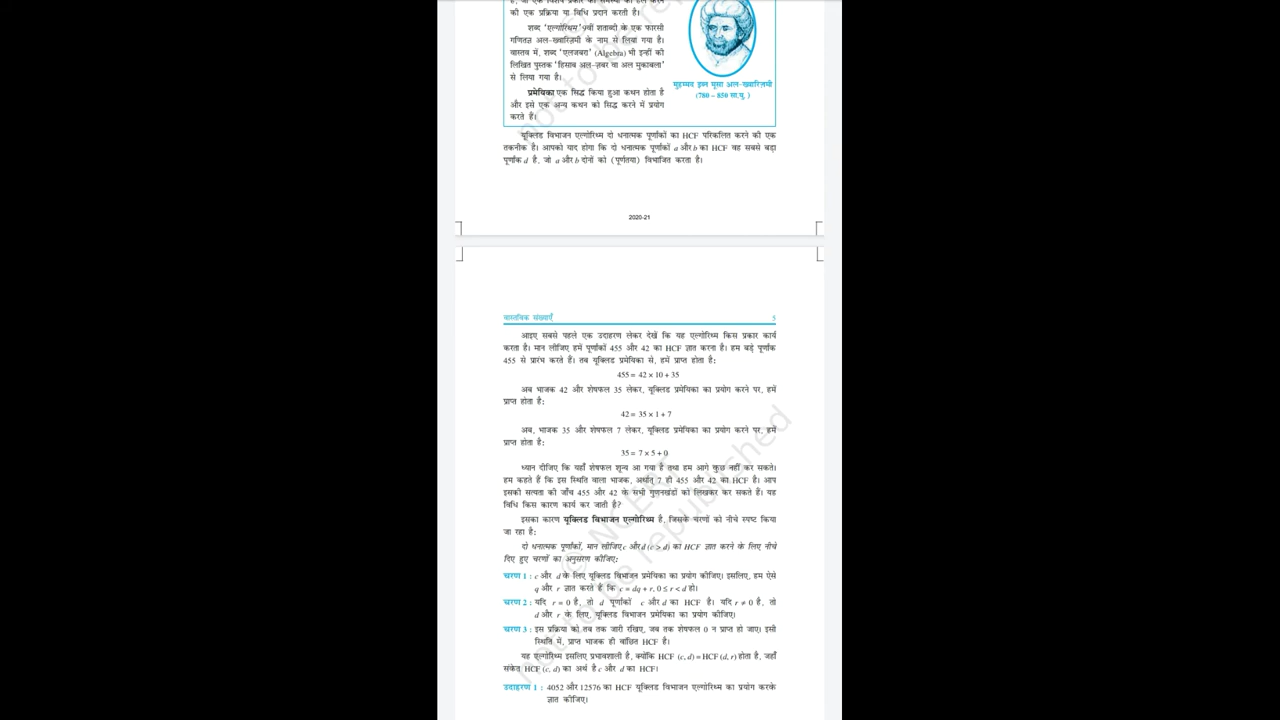 है, जो एक विशेष प्रकार की समस्या को हल करने
की एक प्रक्रिया या विधि प्रदान करती है।
शब्द 'एल्गोरिथ्म' 9वीं शताब्दी के एक फारसी
गणितज्ञ अल-ख्वारिज़मी के नाम से लिया गया है।
वास्तव में, शब्द 'एलजबरा' (Algebra) भी इन्हीं की
लिखित पुस्तक 'हिसाब अल-ज़बर वा अल मुकाबला'
से लिया गया है।
प्रमेयिका एक सिद्ध किया हुआ कथन होता है
और इसे एक अन्य कथन को सिद्ध करने में प्रयोग
करते हैं।
मुहम्मद इब्न मूसा अल-ख्वारिज़मी
(780 – 850 सा.यु.)
यूक्लिड विभाजन एल्गोरिथ्म दो धनात्मक पूर्णांकों का HCF परिकलित करने की एक
तकनीक है। आपको याद होगा कि दो धनात्मक पूर्णांकों a और b का HCF वह सबसे बड़ा
पूर्णांक d है, जो a और b दोनों को (पूर्णतया) विभाजित करता है।
2020-21
वास्तविक संख्याएँ 5
आइए सबसे पहले एक उदाहरण लेकर देखें कि यह एल्गोरिथ्म किस प्रकार कार्य
करता है। मान लीजिए हमें पूर्णांकों 455 और 42 का HCF ज्ञात करना है। हम बड़े पूर्णांक
455 से प्रारंभ करते हैं। तब यूक्लिड प्रमेयिका से, हमें प्राप्त होता है:
455 = 42 × 10 + 35
अब भाजक 42 और शेषफल 35 लेकर, यूक्लिड प्रमेयिका का प्रयोग करने पर, हमें
प्राप्त होता है:
42 = 35 × 1 + 7
अब, भाजक 35 और शेषफल 7 लेकर, यूक्लिड प्रमेयिका का प्रयोग करने पर, हमें
प्राप्त होता है:
35 = 7 × 5 + 0
ध्यान दीजिए कि यहाँ शेषफल शून्य आ गया है तथा हम आगे कुछ नहीं कर सकते।
हम कहते हैं कि इस स्थिति वाला भाजक, अर्थात् 7 ही 455 और 42 का HCF है। आप
इसकी सत्यता की जाँच 455 और 42 के सभी गुणनखंडों को लिखकर कर सकते हैं। यह
विधि किस कारण कार्य कर जाती है?
इसका कारण यूक्लिड विभाजन एल्गोरिथ्म है, जिसके चरणों को नीचे स्पष्ट किया
जा रहा है:
दो धनात्मक पूर्णांकों, मान लीजिए c और d (c > d) का HCF ज्ञात करने के लिए नीचे
दिए हुए चरणों का अनुसरण कीजिए:
चरण 1 : c और d के लिए यूक्लिड विभाजन प्रमेयिका का प्रयोग कीजिए। इसलिए, हम ऐसे
q और r ज्ञात करते हैं कि c = dq + r, 0 ≤ r < d हो।
चरण 2 : यदि r = 0 है, तो d पूर्णांकों c और d का HCF है। यदि r ≠ 0 है, तो
d और r के लिए, यूक्लिड विभाजन प्रमेयिका का प्रयोग कीजिए।
चरण 3 : इस प्रक्रिया को तब तक जारी रखिए, जब तक शेषफल 0 न प्राप्त हो जाए। इसी
स्थिति में, प्राप्त भाजक ही वांछित HCF है।
यह एल्गोरिथ्म इसलिए प्रभावशाली है, क्योंकि HCF (c, d) = HCF (d, r) होता है, जहाँ
संकेत HCF (c, d) का अर्थ है c और d का HCF।
उदाहरण 1 : 4052 और 12576 का HCF यूक्लिड विभाजन एल्गोरिथ्म का प्रयोग करके
ज्ञात कीजिए।
© NCERT
not to be republished